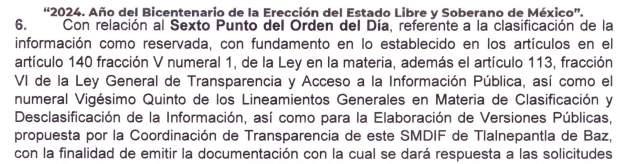 “2024. Año del Bicentenario de la Erección del Estado Libre y Soberano de México”.
6. Con relación al Sexto Punto del Orden del Día, referente a la clasificación de la
información como reservada, con fundamento en lo establecido en los artículos en el
artículo 140 fracción V numeral 1, de la Ley en la materia, además el artículo 113, fracción
VI de la Ley General de Transparencia y Acceso a la Información Pública, así como el
numeral Vigésimo Quinto de los Lineamientos Generales en Materia de Clasificación y
Desclasificación de la Información, así como para la Elaboración de Versiones Públicas,
propuesta por la Coordinación de Transparencia de este SMDIF de Tlalnepantla de Baz,
con la finalidad de emitir la documentación con la cual se dará respuesta a las solicitudes